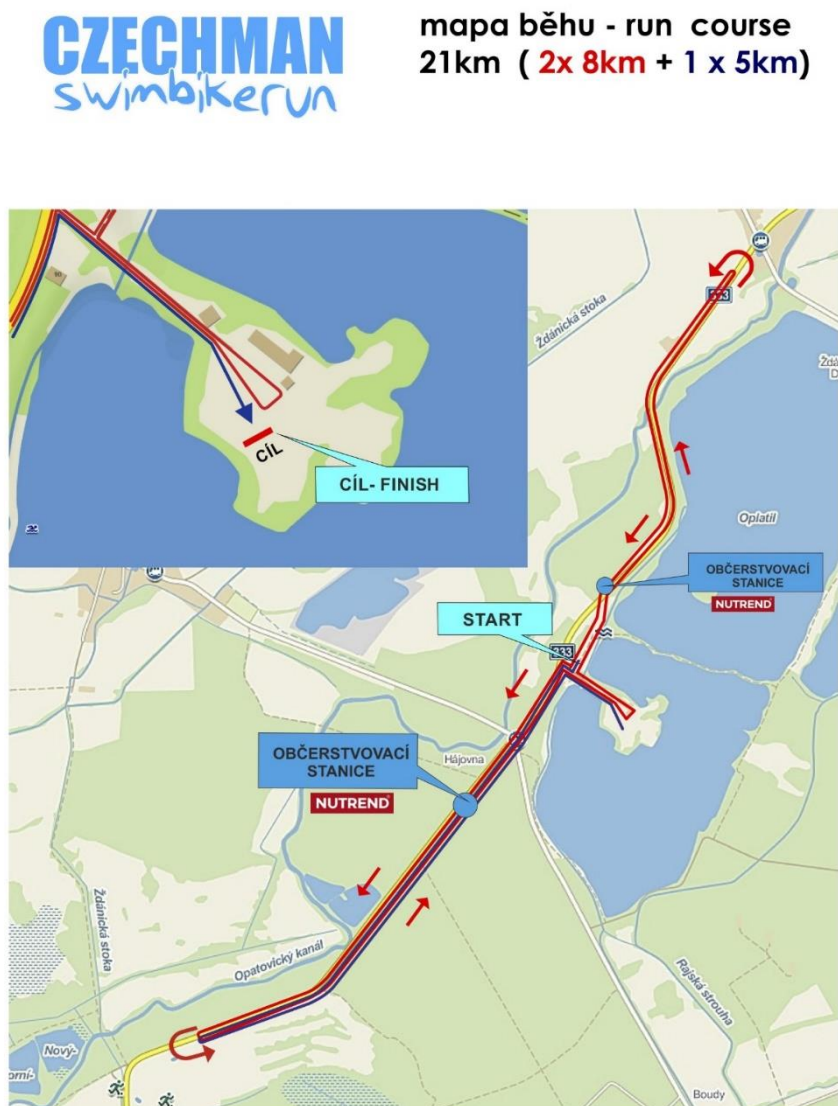 CZECHMAN
swimbikerun
mapa běhu - run course
21km ( 2x 8km + 1 x 5km)
CÍL
CÍL- FINISH
333
Ždánická stoka
Oplatil
OBČERSTVOVACÍ
STANICE
NUTREND
START
333
OBČERSTVOVACÍ
STANICE
NUTREND
Hájovna
Ždánická stoka
Opatovický kanál
Rajská strouha
Nový-
Boudy